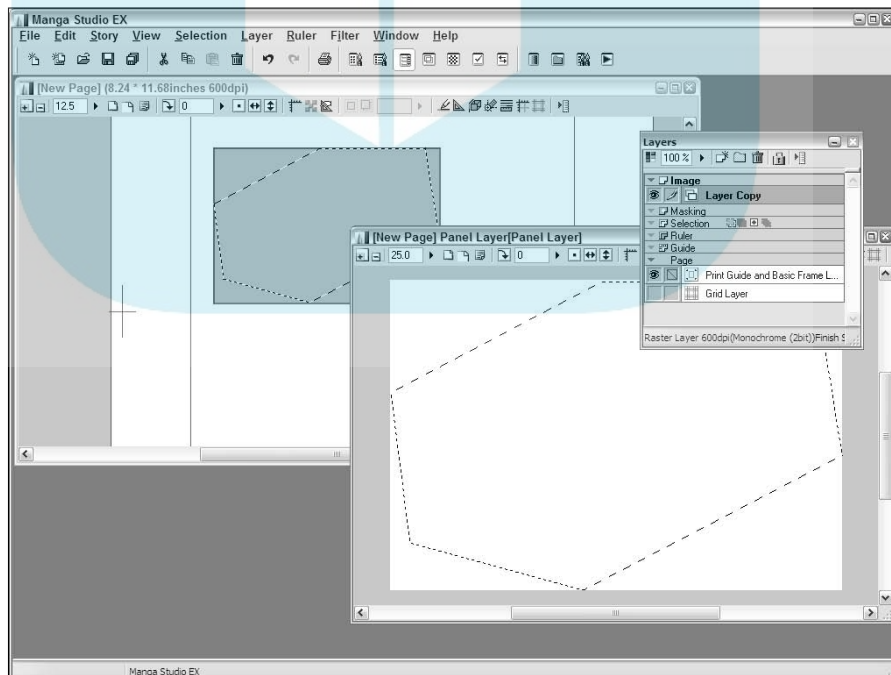 Manga Studio EX
File Edit Story View Selection Layer Ruler Filter Window Help
[New Page] (8.24 * 11.68inches 600dpi)
12.5 0
[New Page] Panel Layer[Panel Layer]
25.0 0
Layers
100 %
Image
Layer Copy
Masking
Selection
Ruler
Guide
Page
Print Guide and Basic Frame L...
Grid Layer
Raster Layer 600dpi(Monochrome (2bit))Finish
Manga Studio EX